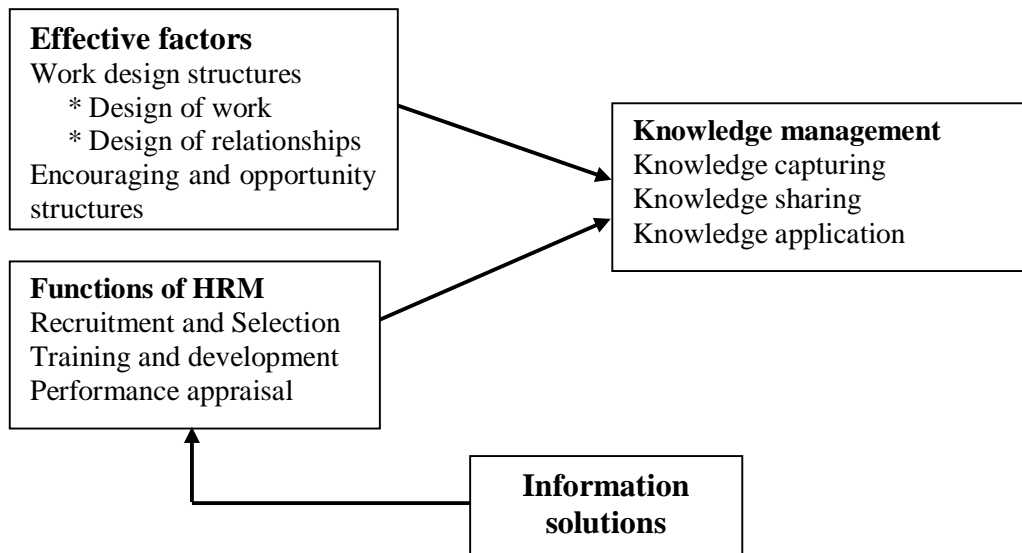 Effective factors
Work design structures
* Design of work
* Design of relationships
Encouraging and opportunity
structures
Knowledge management
Knowledge capturing
Knowledge sharing
Knowledge application
Functions of HRM
Recruitment and Selection
Training and development
Performance appraisal
Information
solutions